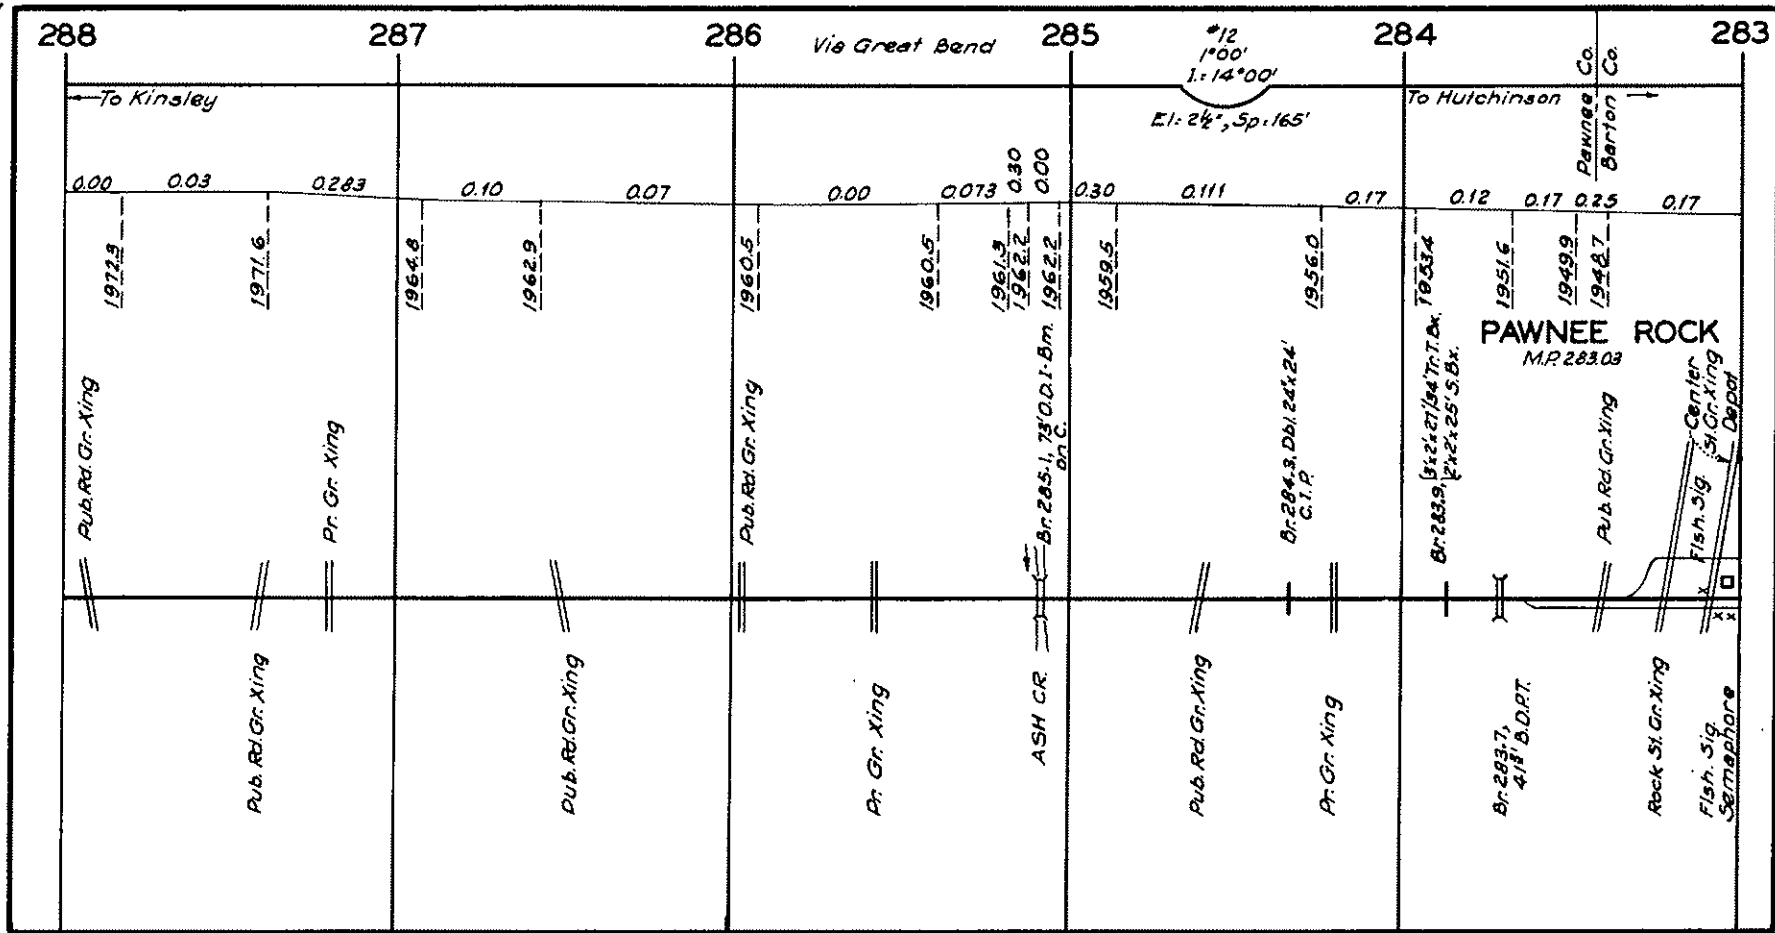 288 287 286 Via Great Bend 285 284 283
#12
1°00'
I.=14°00'
El=2½", Sp=165'
To Kinsley
To Hutchinson
Pawnee Co.
Barton Co.
0.00 0.03 0.283 0.10 0.07 0.00 0.073 0.30 0.00 0.30 0.111 0.17 0.12 0.17 0.25 0.17
1972.3 1971.6 1964.8 1962.9 1960.5 1960.5 1961.3 1962.2 1962.2 1959.5 1956.0 1953.4 1951.6 1949.9 1948.7
PAWNEE ROCK
M.P. 283.03
Pub. Rd. Gr. Xing
Pr. Gr. Xing
Pub. Rd. Gr. Xing
Br. 285.1, 73' O.D. I-Bm.
on C.
Br. 284.3, Dbl. 24"x24'
C.I.P.
Br. 283.9, 3'x2'x27'/34' Tr. T. Bx.
2'x2'x25' S. Bx.
Pub. Rd. Gr. Xing
Center
St. Gr. Xing
Flsh. Sig.
Depot
Pub. Rd. Gr. Xing
Pub. Rd. Gr. Xing
Pr. Gr. Xing
ASH CR.
Pub. Rd. Gr. Xing
Pr. Gr. Xing
Br. 283.7,
B.D.P.T.
Rock St. Gr. Xing
Flsh. Sig.
Semaphore